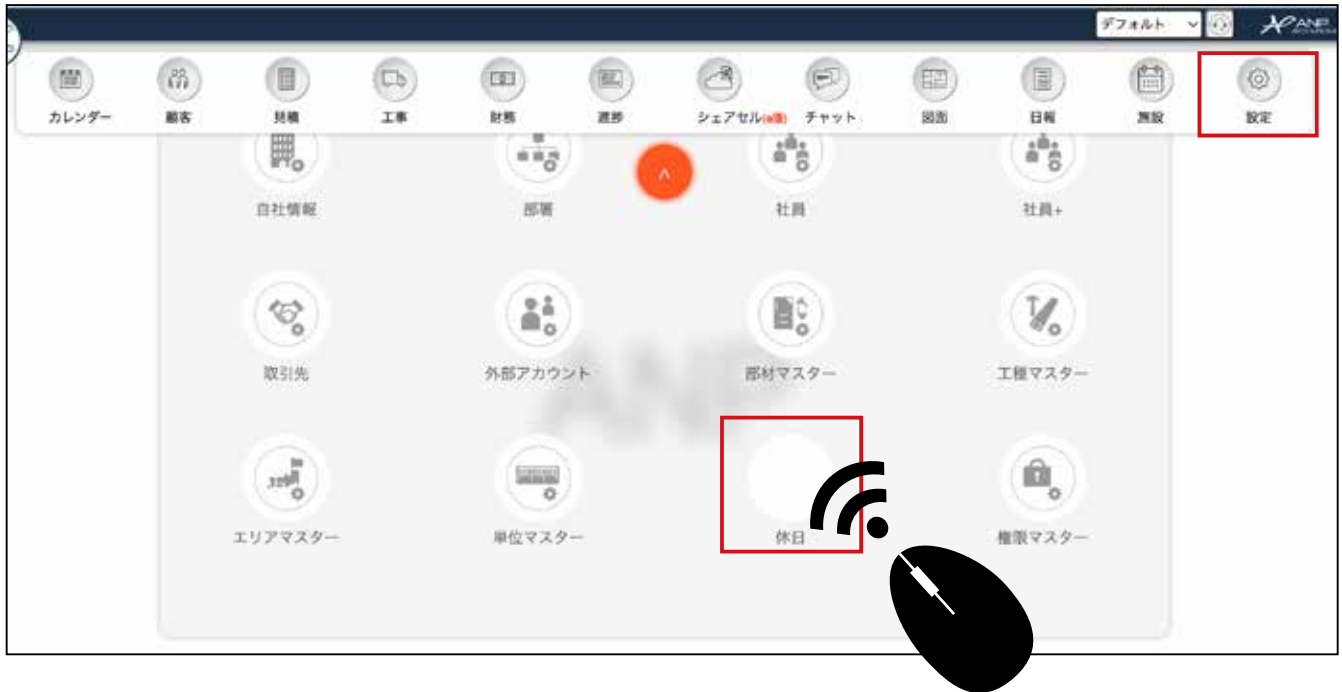 デフォルト
ANP
カレンダー 顧客 見積 工事 財務 進捗 シェアセル チャット 図面 日報 施設 設定
自社情報 部署 社員 社員+
取引先 外部アカウント 部材マスター 工種マスター
ANP
エリアマスター 単位マスター 休日 権限マスター